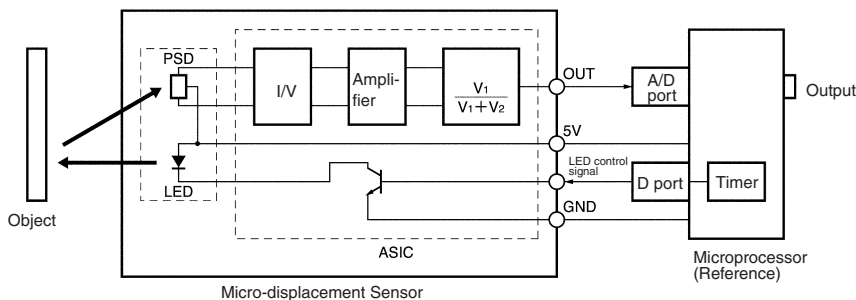 PSD
I/V
Ampli-
fier
V1
V1+V2
OUT
A/D
port
Output
5V
LED control
signal
LED
D port
Timer
Object
GND
ASIC
Microprocessor
(Reference)
Micro-displacement Sensor